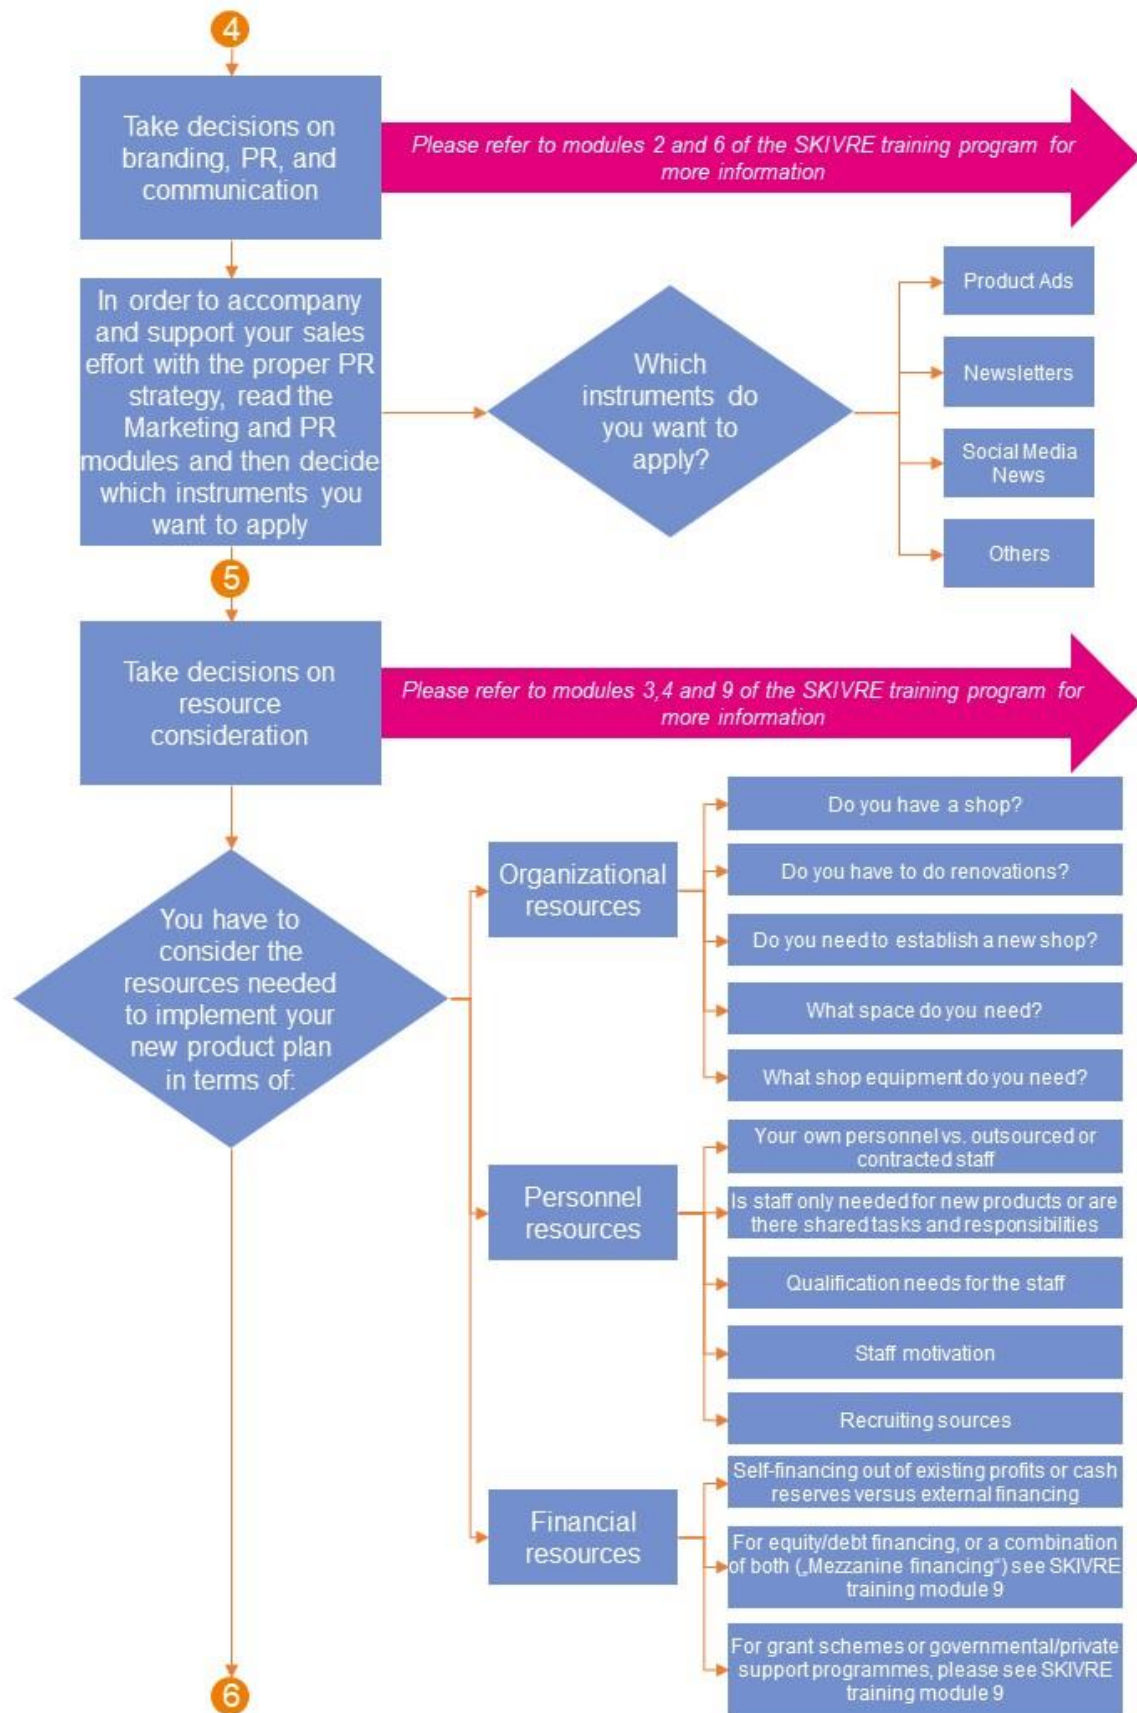 4
Take decisions on
branding, PR, and
communication
Please refer to modules 2 and 6 of the SKIVRE training program for
more information
In order to accompany
and support your sales
effort with the proper PR
strategy, read the
Marketing and PR
modules and then decide
which instruments you
want to apply
Which
instruments do
you want to
apply?
Product Ads
Newsletters
Social Media
News
Others
5
Take decisions on
resource
consideration
Please refer to modules 3,4 and 9 of the SKIVRE training program for
more information
You have to
consider the
resources needed
to implement your
new product plan
in terms of:
Organizational
resources
Do you have a shop?
Do you have to do renovations?
Do you need to establish a new shop?
What space do you need?
What shop equipment do you need?
Personnel
resources
Your own personnel vs. outsourced or
contracted staff
Is staff only needed for new products or are
there shared tasks and responsibilities
Qualification needs for the staff
Staff motivation
Recruiting sources
Financial
resources
Self-financing out of existing profits or cash
reserves versus external financing
For equity/debt financing, or a combination
of both („Mezzanine financing“) see SKIVRE
training module 9
For grant schemes or governmental/private
support programmes, please see SKIVRE
training module 9
6